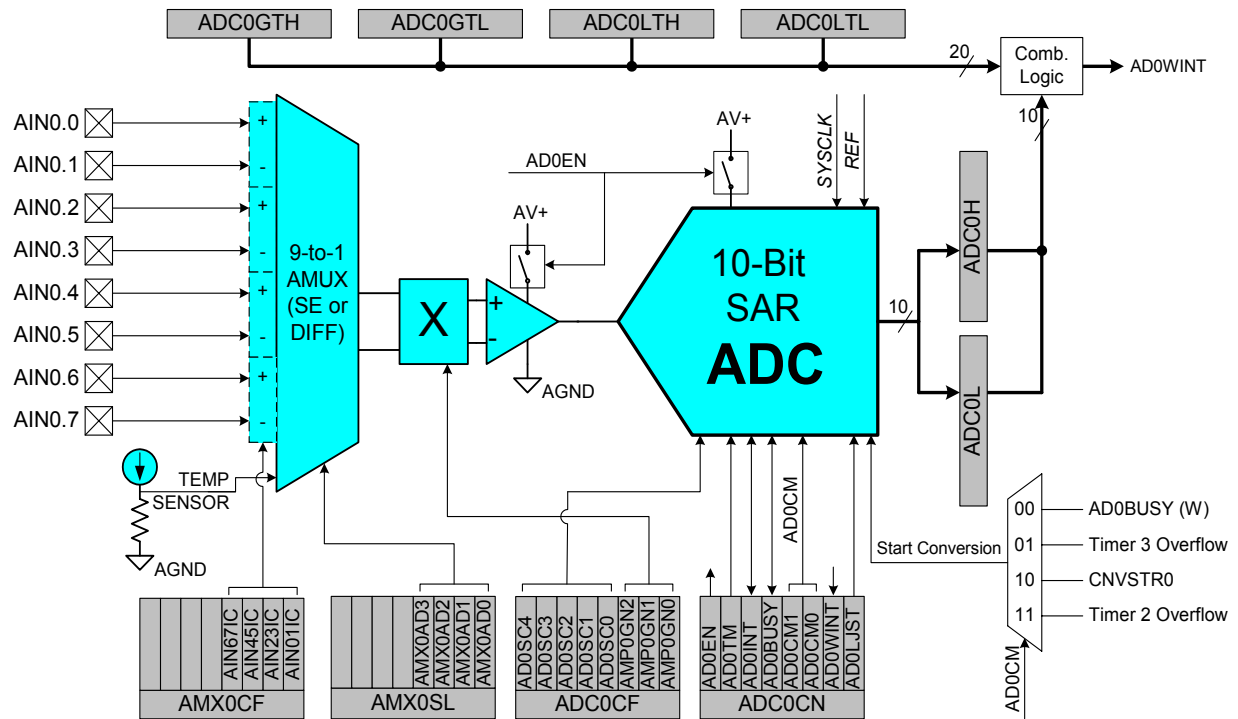 ADC0GTH
ADC0GTL
ADC0LTH
ADC0LTL
20
Comb.
Logic
AD0WINT
10
AIN0.0
AIN0.1
AIN0.2
AIN0.3
AIN0.4
AIN0.5
AIN0.6
AIN0.7
+
-
+
-
+
-
+
-
9-to-1
AMUX
(SE or
DIFF)
TEMP
SENSOR
AGND
X
+
-
AV+
AGND
AD0EN
AV+
SYSCLK
REF
10-Bit
SAR
ADC
10
ADC0H
ADC0L
Start Conversion
00
01
10
11
AD0BUSY (W)
Timer 3 Overflow
CNVSTR0
Timer 2 Overflow
AD0CM
AD0CM
AIN67IC
AIN45IC
AIN23IC
AIN01IC
AMX0CF
AMX0AD3
AMX0AD2
AMX0AD1
AMX0AD0
AMX0SL
AD0SC4
AD0SC3
AD0SC2
AD0SC1
AD0SC0
AMP0GN2
AMP0GN1
AMP0GN0
ADC0CF
AD0EN
AD0TM
AD0INT
AD0BUSY
AD0CM1
AD0CM0
AD0WINT
AD0LJST
ADC0CN